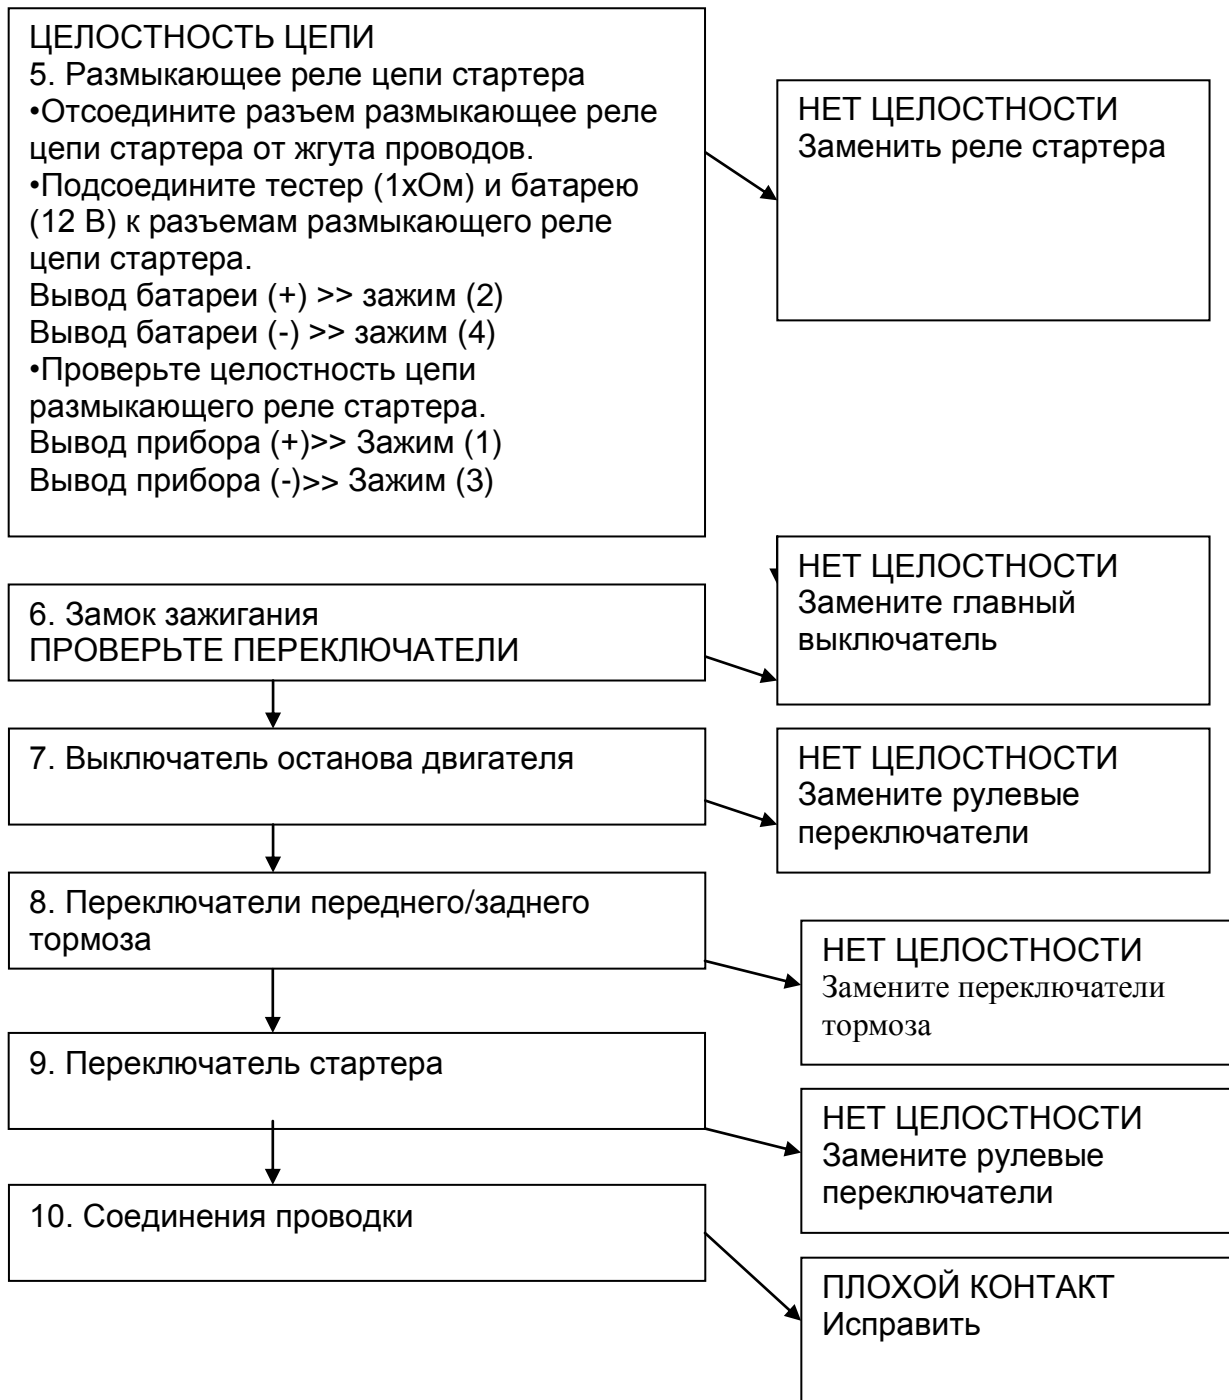 ЦЕЛОСТНОСТЬ ЦЕПИ
5. Размыкающее реле цепи стартера
•Отсоедините разъем размыкающее реле
цепи стартера от жгута проводов.
•Подсоедините тестер (1хОм) и батарею
(12 В) к разъемам размыкающего реле
цепи стартера.
Вывод батареи (+) >> зажим (2)
Вывод батареи (-) >> зажим (4)
•Проверьте целостность цепи
размыкающего реле стартера.
Вывод прибора (+)>> Зажим (1)
Вывод прибора (-)>> Зажим (3)
НЕТ ЦЕЛОСТНОСТИ
Заменить реле стартера
6. Замок зажигания
ПРОВЕРЬТЕ ПЕРЕКЛЮЧАТЕЛИ
НЕТ ЦЕЛОСТНОСТИ
Замените главный
выключатель
7. Выключатель останова двигателя
НЕТ ЦЕЛОСТНОСТИ
Замените рулевые
переключатели
8. Переключатели переднего/заднего
тормоза
НЕТ ЦЕЛОСТНОСТИ
Замените переключатели
тормоза
9. Переключатель стартера
НЕТ ЦЕЛОСТНОСТИ
Замените рулевые
переключатели
10. Соединения проводки
ПЛОХОЙ КОНТАКТ
Исправить